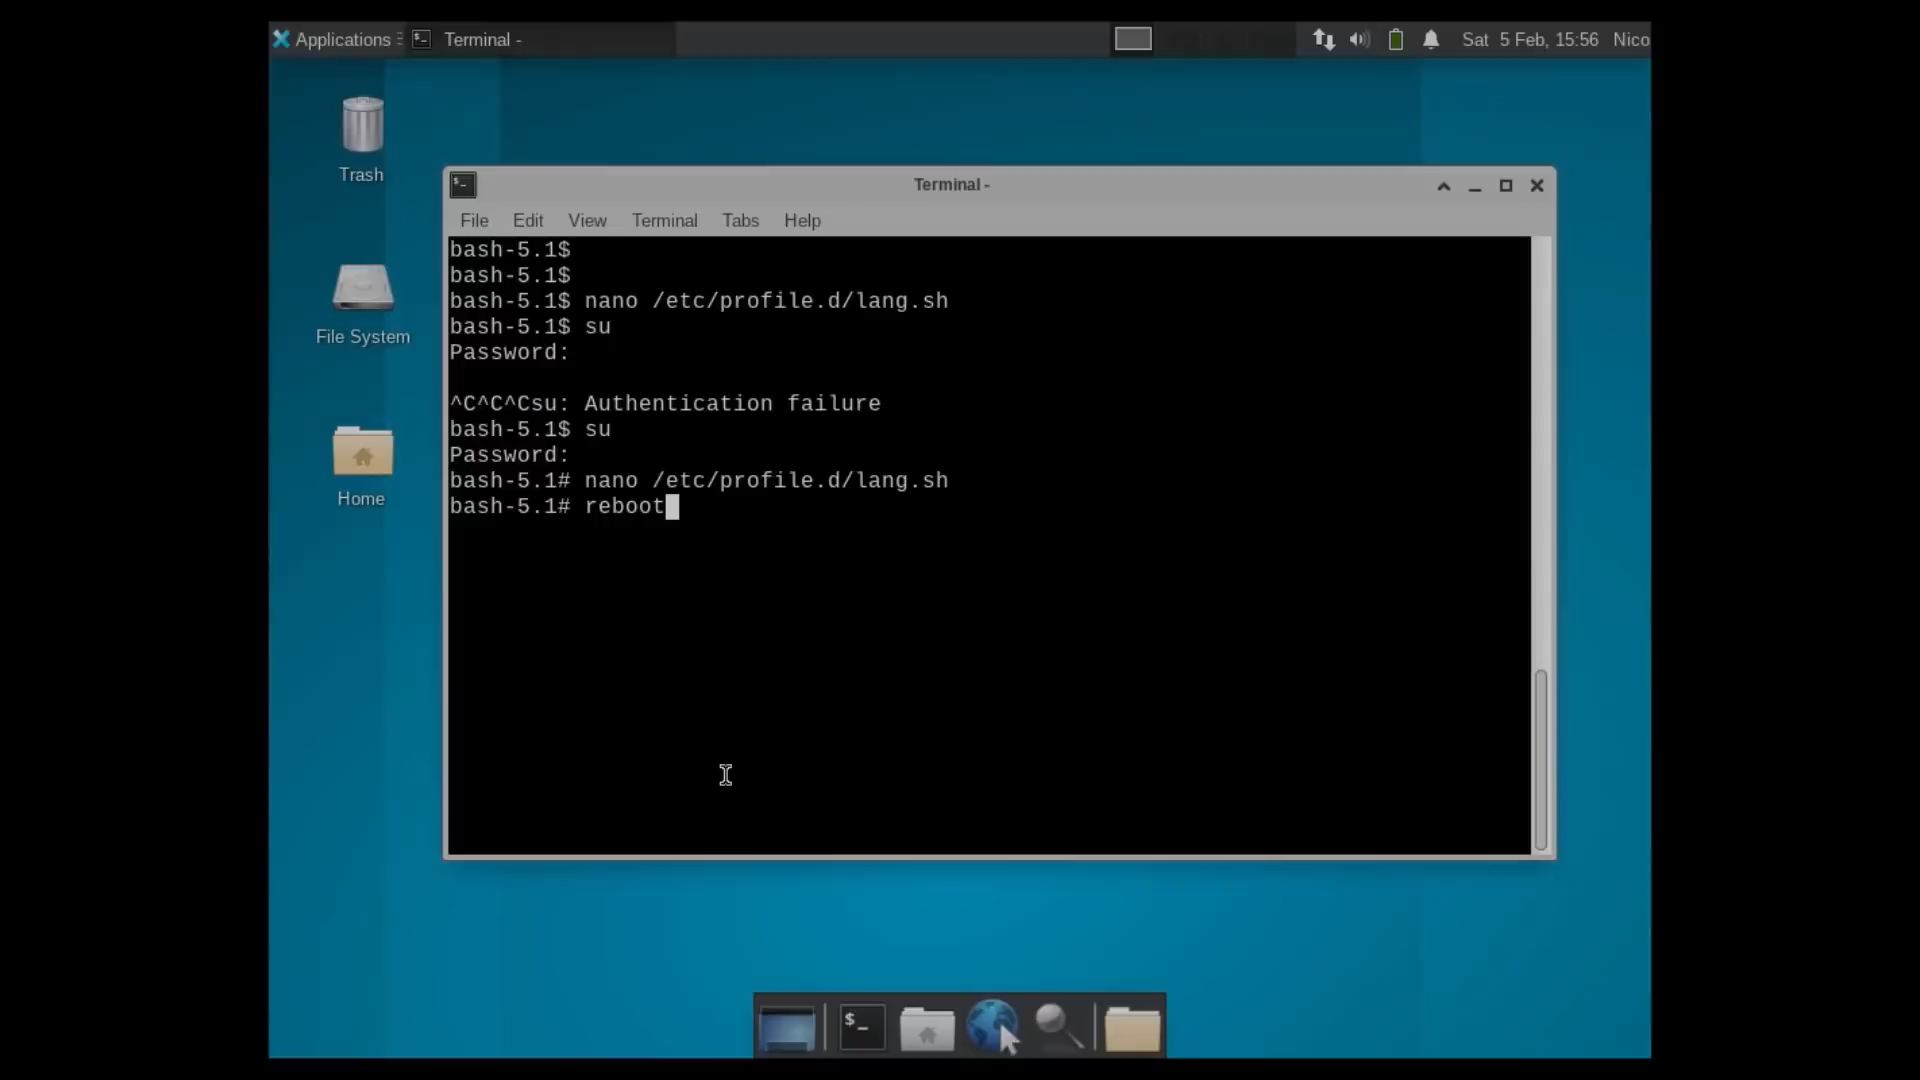 Applications
Terminal -
Sat 5 Feb, 15:56 Nico
Trash
File System
Home
Terminal -
File Edit View Terminal Tabs Help
bash-5.1$
bash-5.1$
bash-5.1$ nano /etc/profile.d/lang.sh
bash-5.1$ su
Password:
^C^C^Csu: Authentication failure
bash-5.1$ su
Password:
bash-5.1# nano /etc/profile.d/lang.sh
bash-5.1# reboot